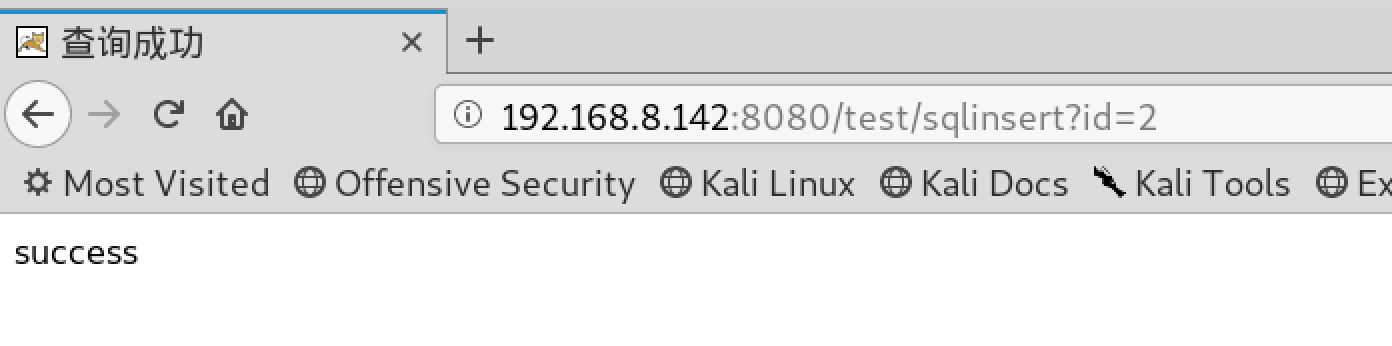 查询成功
192.168.8.142:8080/test/sqlinsert?id=2
Most Visited Offensive Security Kali Linux Kali Docs Kali Tools Ex
success